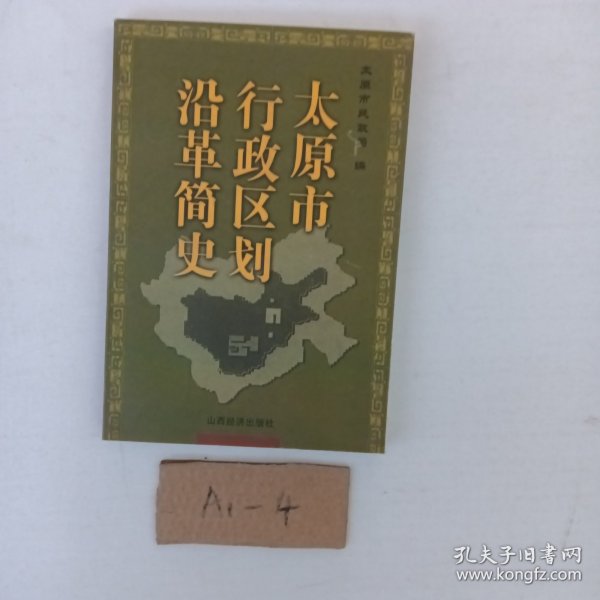 太原市
行政区划
沿革简史
太原市民政局 编
山西经济出版社
A1-4
孔夫子旧书网
www.kongfz.com